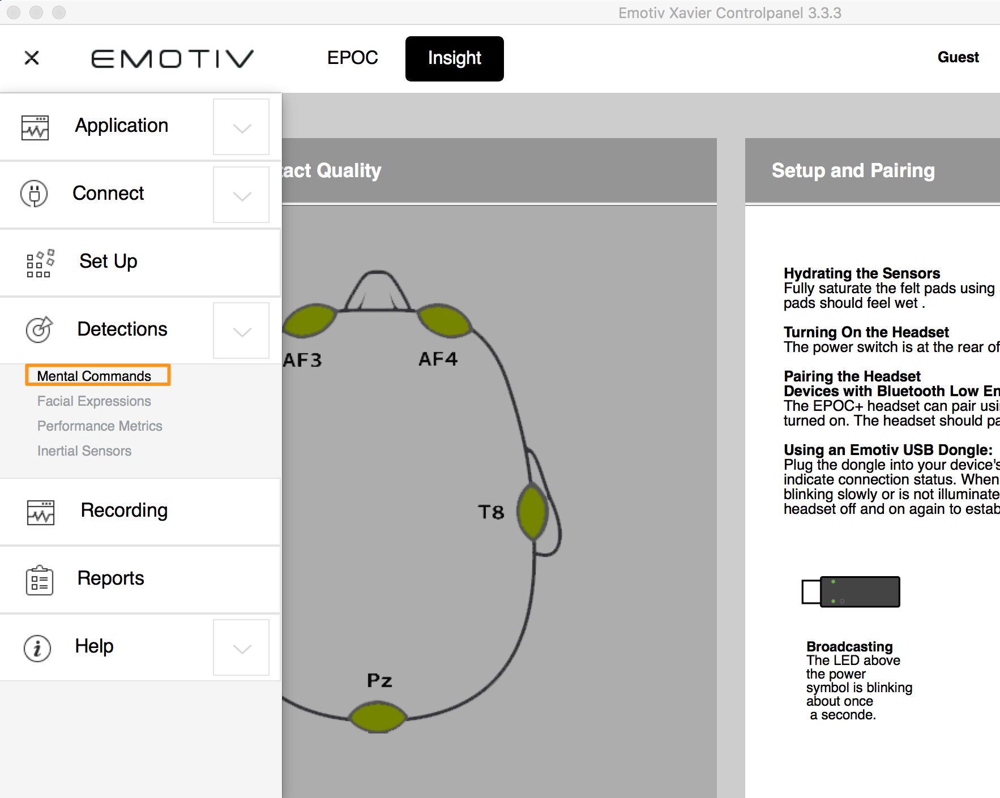 Emotiv Xavier Controlpanel 3.3.3
EMOTIV
EPOC
Insight
Guest
Application
Connect
Set Up
Detections
Mental Commands
Facial Expressions
Performance Metrics
Inertial Sensors
Recording
Reports
Help
tact Quality
AF3
AF4
T8
Pz
Setup and Pairing
Hydrating the Sensors
Fully saturate the felt pads using
pads should feel wet .
Turning On the Headset
The power switch is at the rear of
Pairing the Headset
Devices with Bluetooth Low En
The EPOC+ headset can pair usi
turned on. The headset should pa
Using an Emotiv USB Dongle:
Plug the dongle into your device's
indicate connection status. When
blinking slowly or is not illuminate
headset off and on again to estab
Broadcasting
The LED above
the power
symbol is blinking
about once
a seconde.